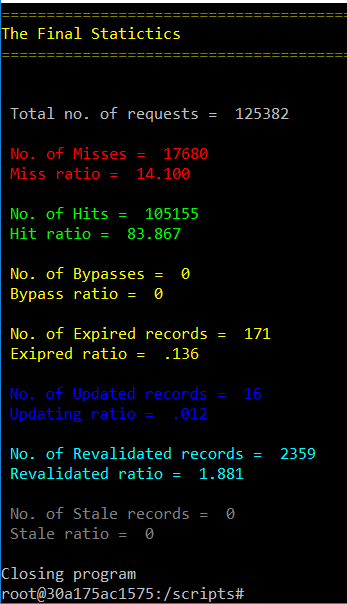 The Final Statictics
Total no. of requests =  125382
No. of Misses =  17680
Miss ratio =  14.100
No. of Hits =  105155
Hit ratio =  83.867
No. of Bypasses =  0
Bypass ratio =  0
No. of Expired records =  171
Exipred ratio =  .136
No. of Updated records =  16
Updating ratio =  .012
No. of Revalidated records =  2359
Revalidated ratio =  1.881
No. of Stale records =  0
Stale ratio =  0
Closing program
root@30a175ac1575:/scripts#